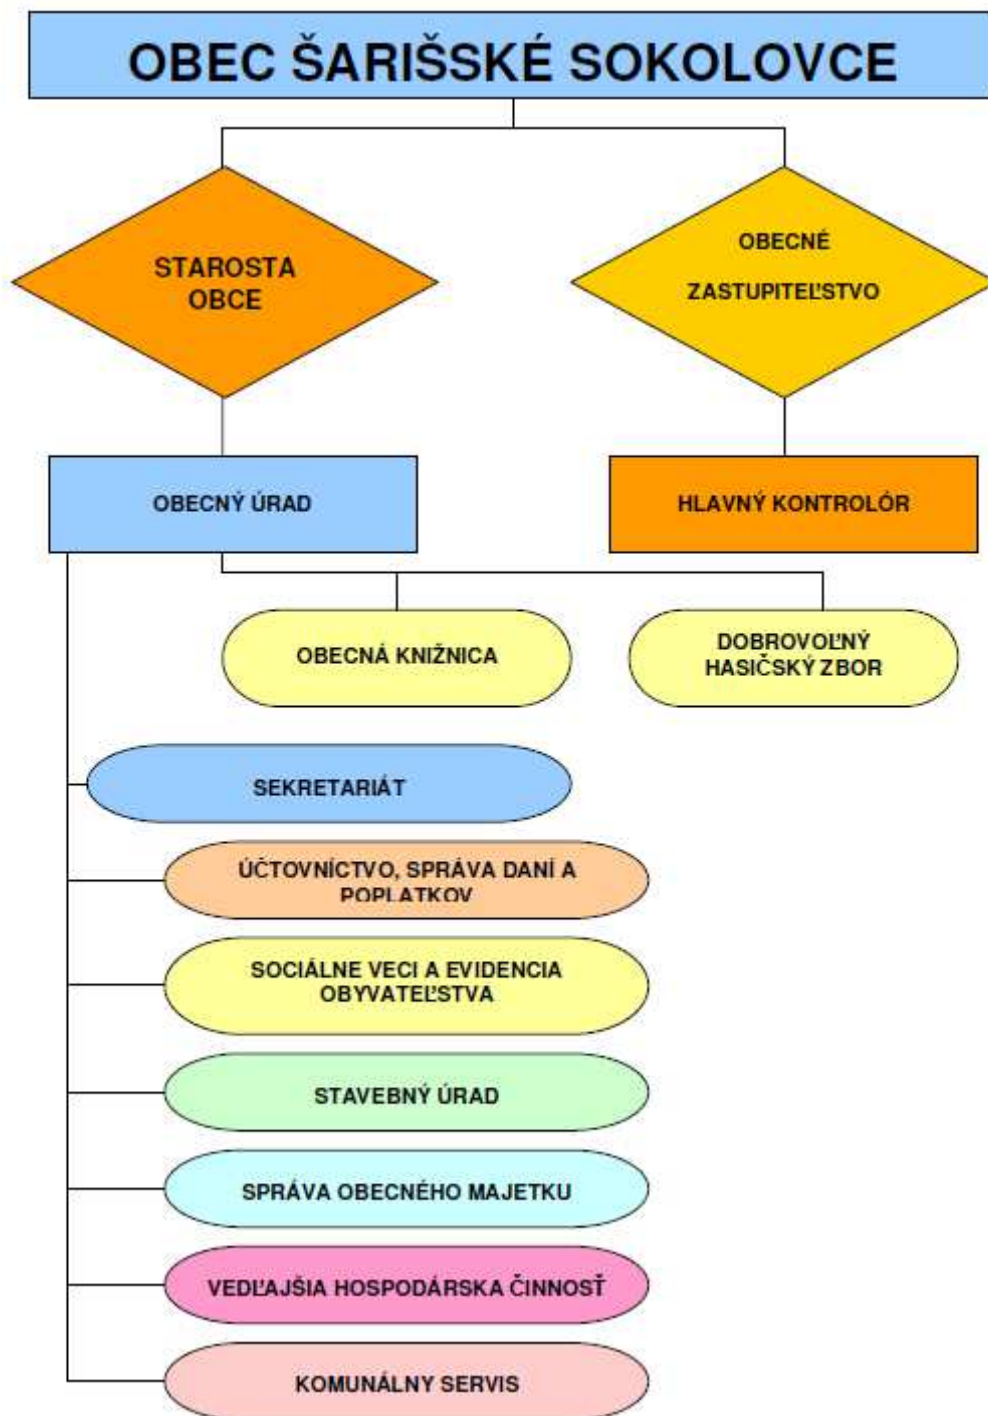 OBEC ŠARIŠSKÉ SOKOLOVCE
STAROSTA
OBCE
OBECNÉ
ZASTUPITEĽSTVO
OBECNÝ ÚRAD
HLAVNÝ KONTROLÓR
OBECNÁ KNIŽNICA
DOBROVOĽNÝ
HASIČSKÝ ZBOR
SEKRETARIÁT
ÚČTOVNÍCTVO, SPRÁVA DANÍ A
POPLATKOV
SOCIÁLNE VECI A EVIDENCIA
OBYVATEĽSTVA
STAVEBNÝ ÚRAD
SPRÁVA OBECNÉHO MAJETKU
VEDĽAJŠIA HOSPODÁRSKA ČINNOSŤ
KOMUNÁLNY SERVIS